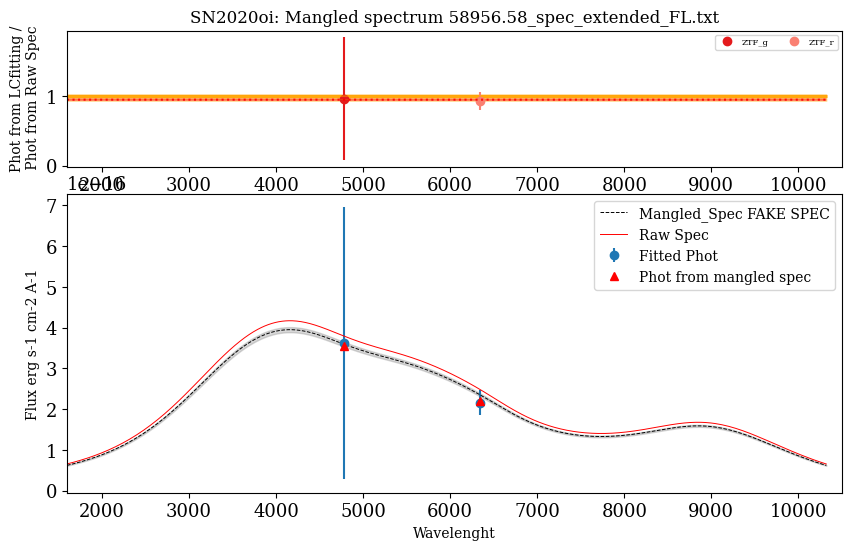 SN2020oi: Mangled spectrum 58956.58_spec_extended_FL.txt
Phot from LCfitting /
Phot from Raw Spec
ZTF_g ZTF_r
1
0
2000 3000 4000 5000 6000 7000 8000 9000 10000
1e−16
Flux erg s-1 cm-2 A-1
Mangled_Spec FAKE SPEC
Raw Spec
Fitted Phot
Phot from mangled spec
7
6
5
4
3
2
1
0
2000 3000 4000 5000 6000 7000 8000 9000 10000
Wavelenght